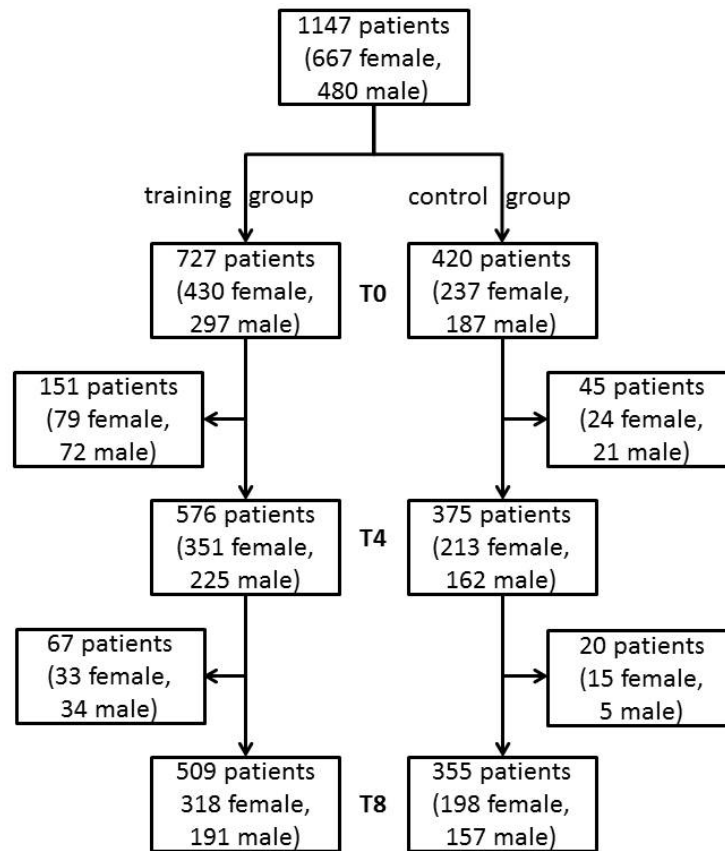 1147 patients
(667 female,
480 male)
training group
control group
727 patients
(430 female,
297 male)
T0
420 patients
(237 female,
187 male)
151 patients
(79 female,
72 male)
45 patients
(24 female,
21 male)
576 patients
(351 female,
225 male)
T4
375 patients
(213 female,
162 male)
67 patients
(33 female,
34 male)
20 patients
(15 female,
5 male)
509 patients
318 female,
191 male)
T8
355 patients
(198 female,
157 male)